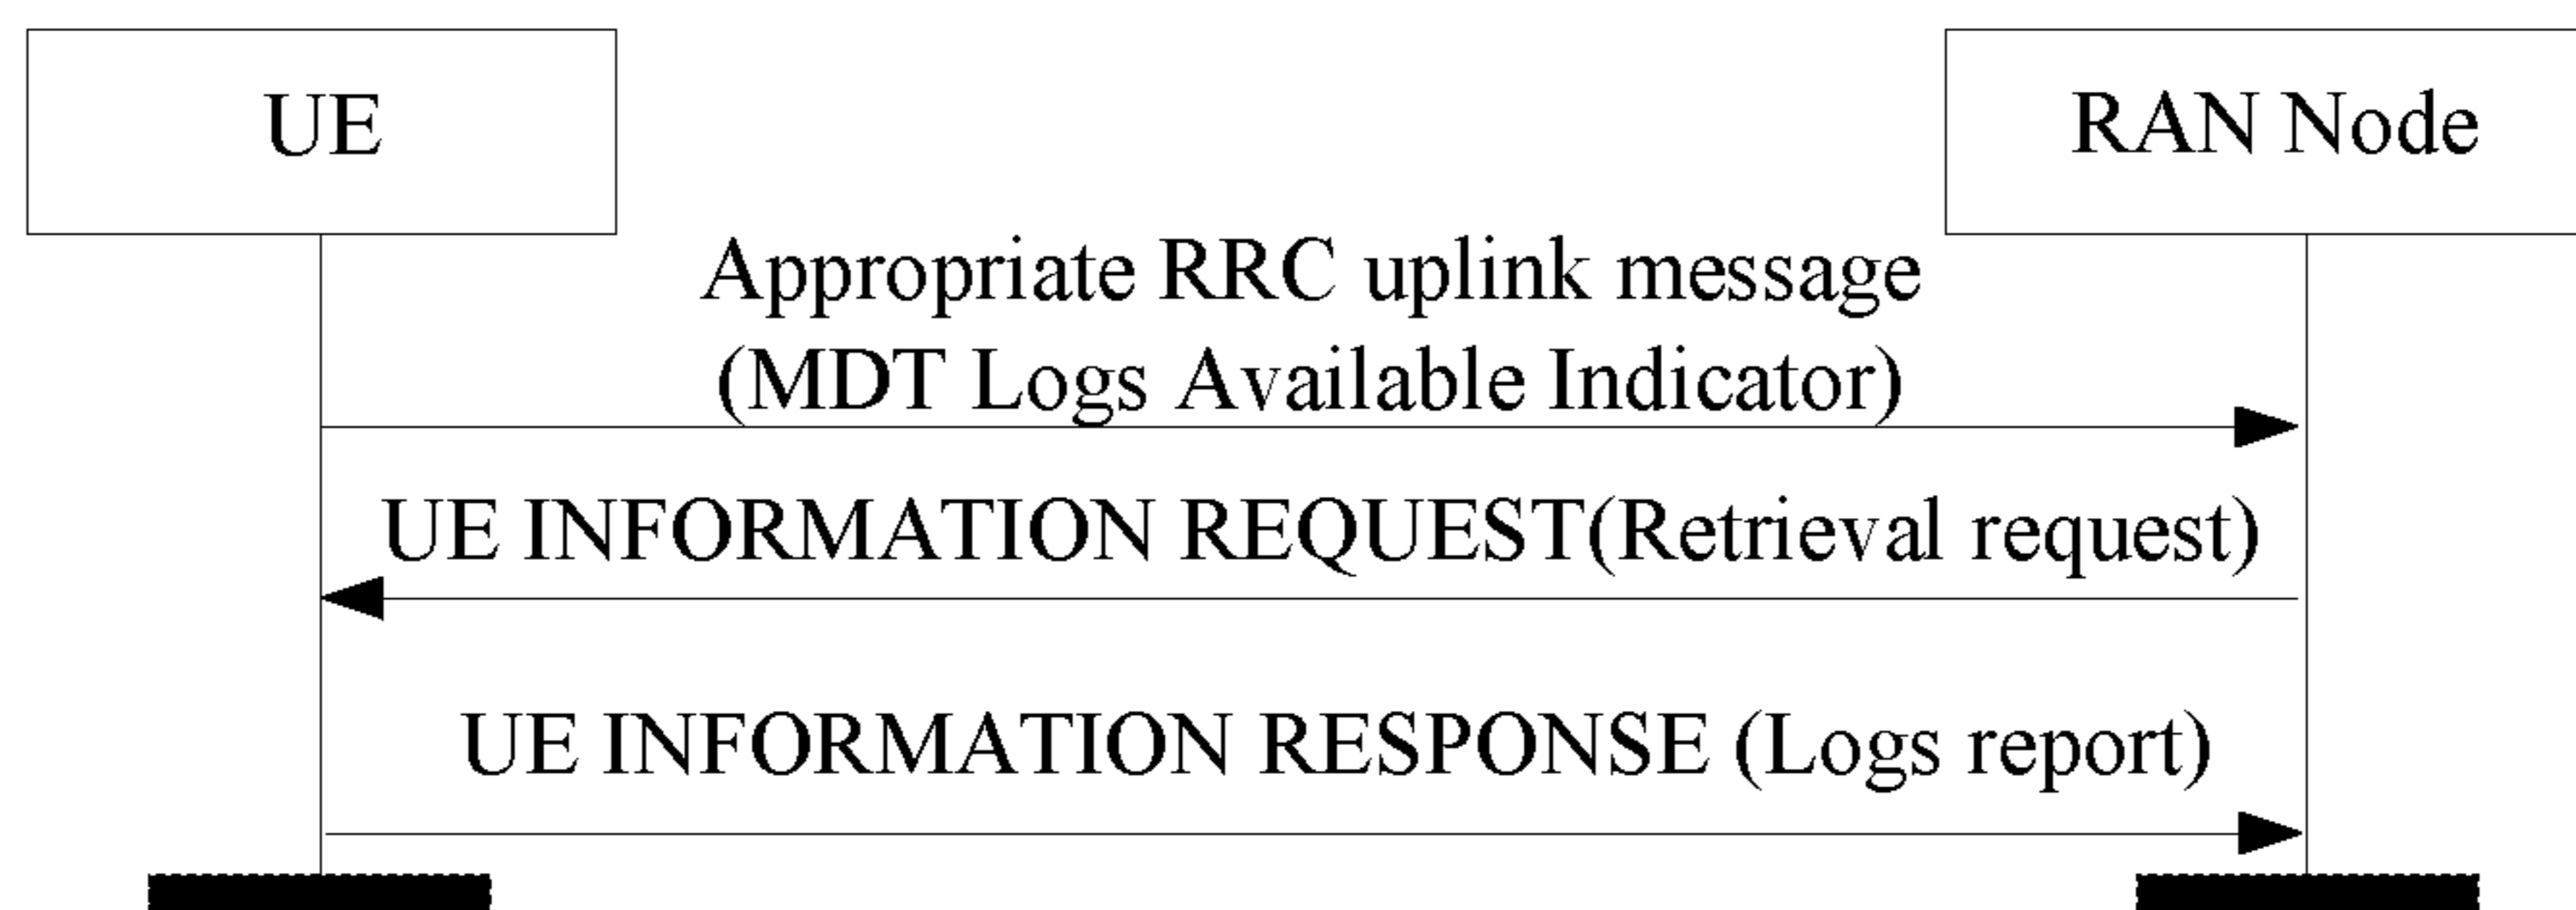 UE
RAN Node
Appropriate RRC uplink message
(MDT Logs Available Indicator)
UE INFORMATION REQUEST(Retrieval request)
UE INFORMATION RESPONSE (Logs report)